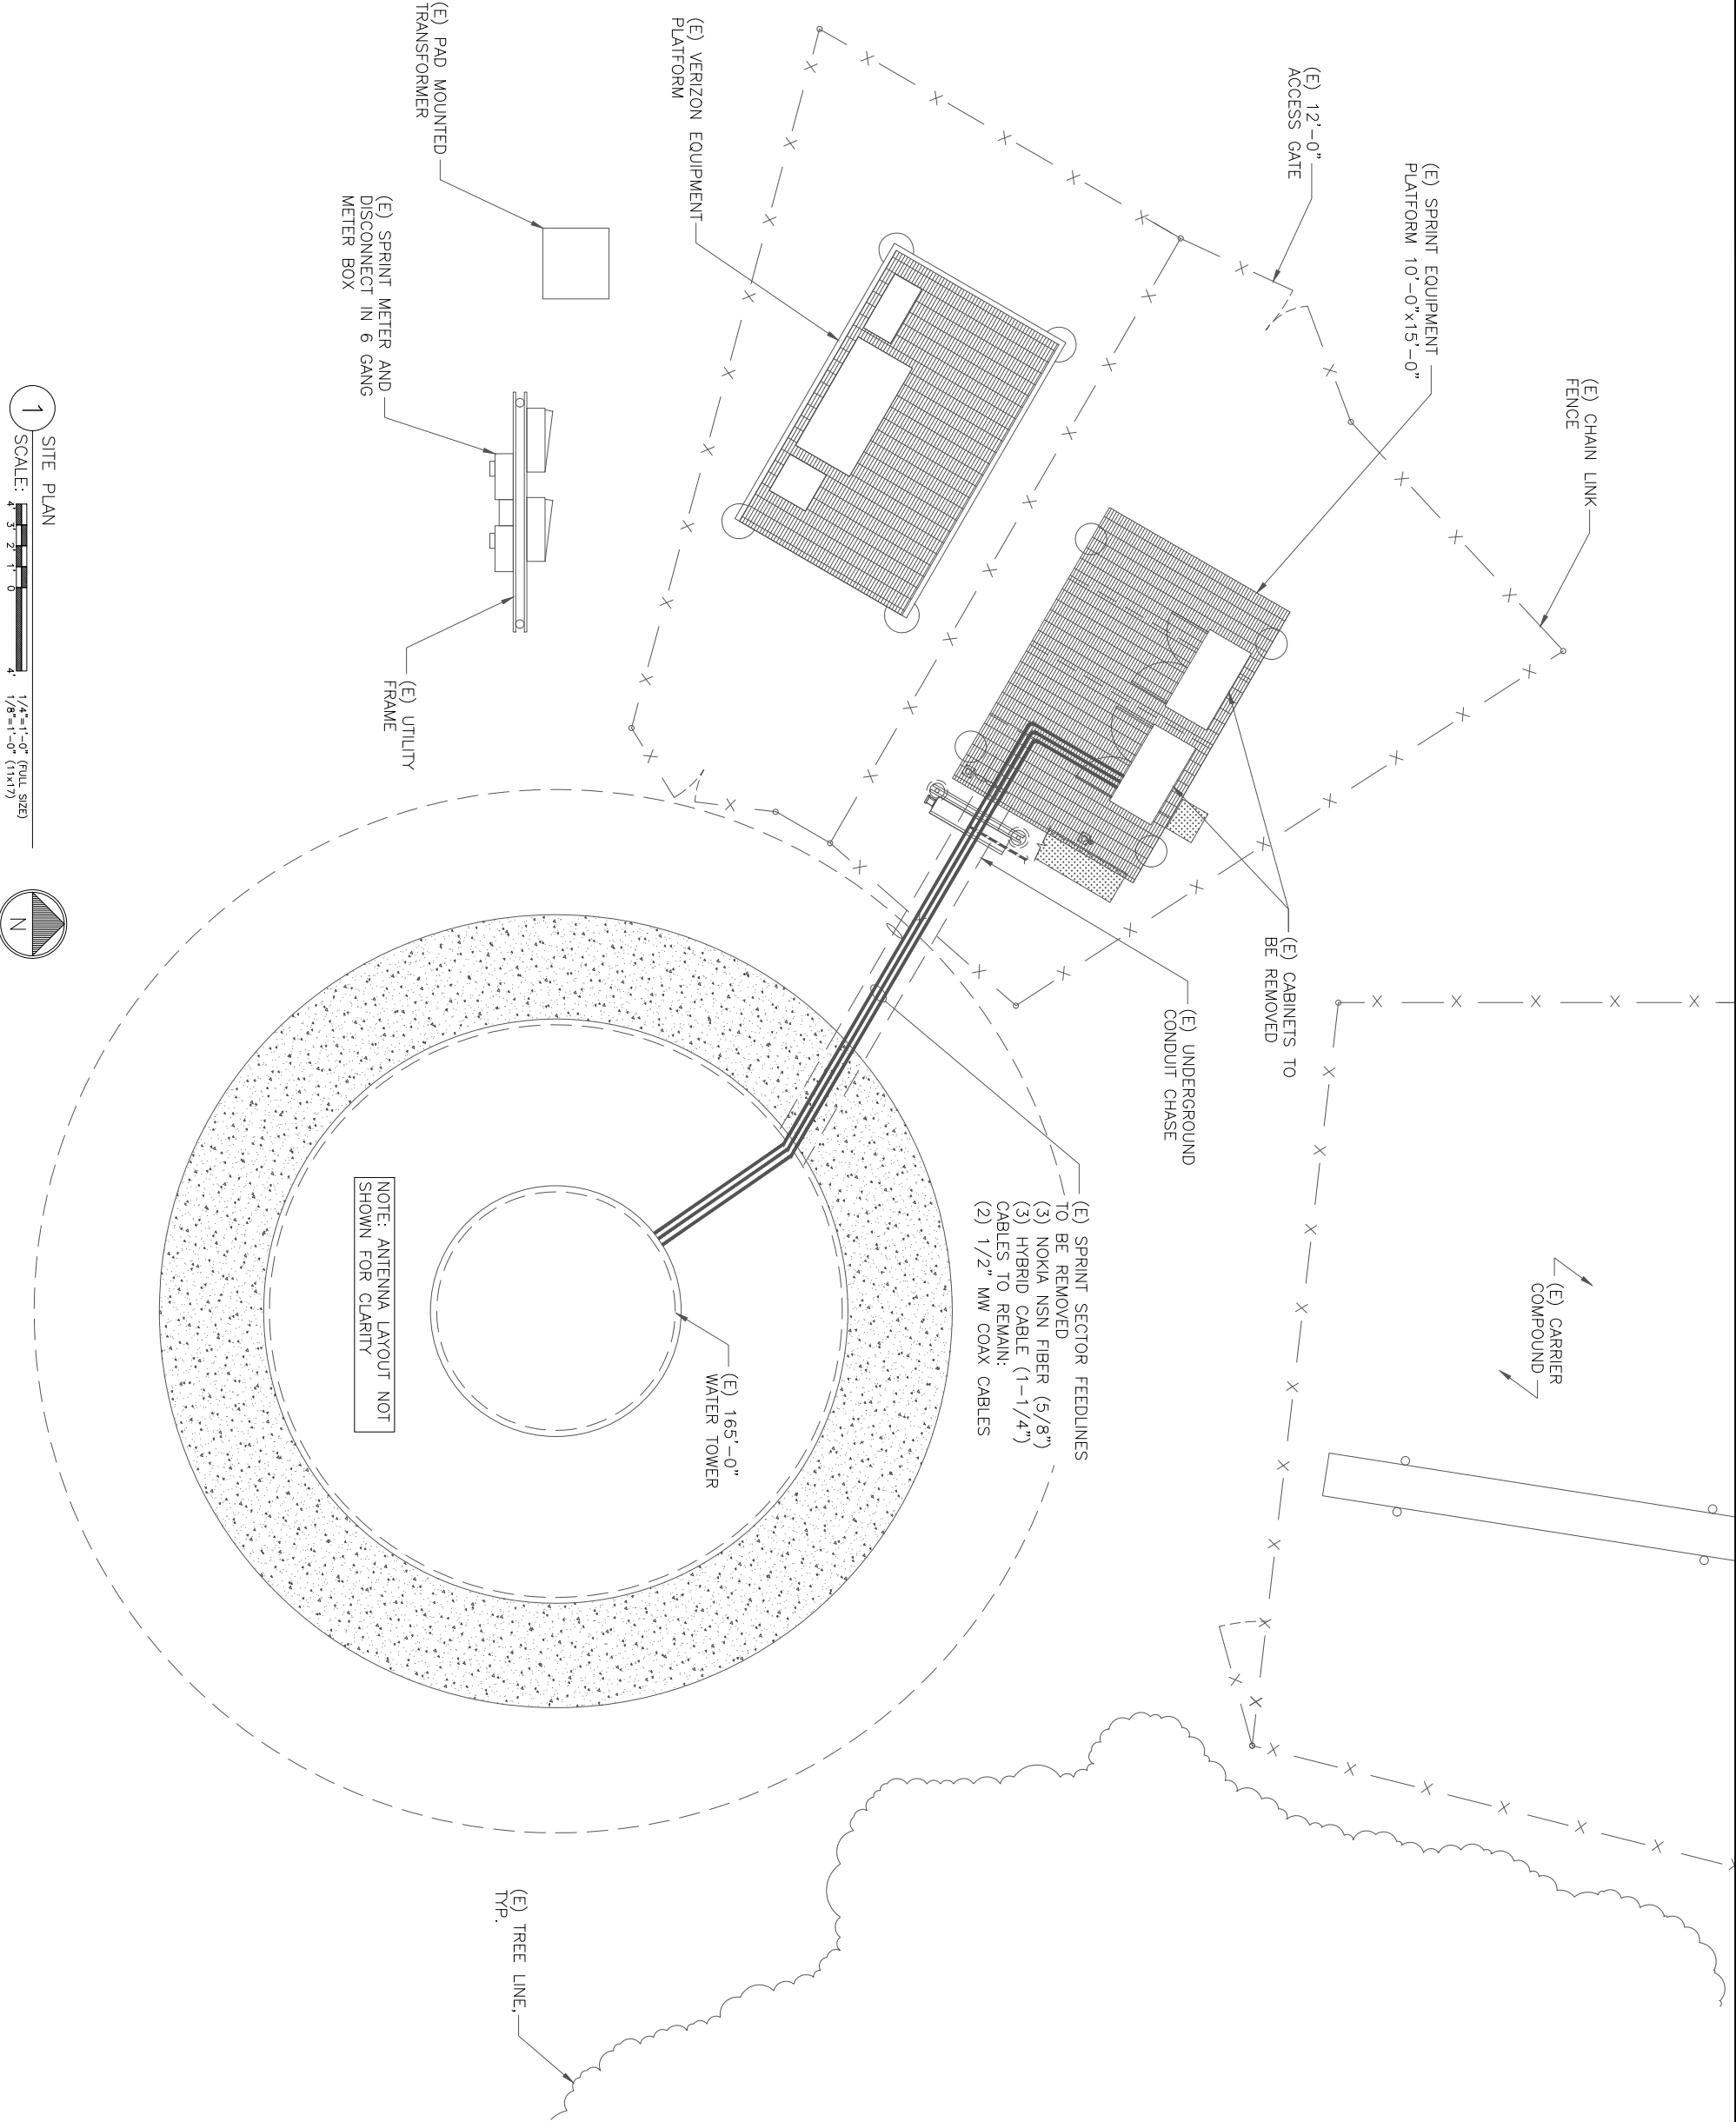 (E) CHAIN LINK
FENCE
(E) SPRINT EQUIPMENT
PLATFORM 10'-0"x15'-0"
(E) 12'-0"
ACCESS GATE
(E) VERIZON EQUIPMENT
PLATFORM
(E) PAD MOUNTED
TRANSFORMER
(E) SPRINT METER AND
DISCONNECT IN 6 GANG
METER BOX
(E) UTILITY
FRAME
(E) CABINETS TO
BE REMOVED
(E) UNDERGROUND
CONDUIT CHASE
(E) CARRIER
COMPOUND
(E) SPRINT SECTOR FEEDLINES
TO BE REMOVED
(3) NOKIA NSN FIBER (5/8")
(3) HYBRID CABLE (1-1/4")
CABLES TO REMAIN:
(2) 1/2" MW COAX CABLES
(E) 165'-0"
WATER TOWER
NOTE: ANTENNA LAYOUT NOT
SHOWN FOR CLARITY
(E) TREE LINE,
TYP.
1
SITE PLAN
SCALE:
4' 3' 2' 1' 0 4'
1/4"=1'-0" (FULL SIZE)
1/8"=1'-0" (11x17)
N